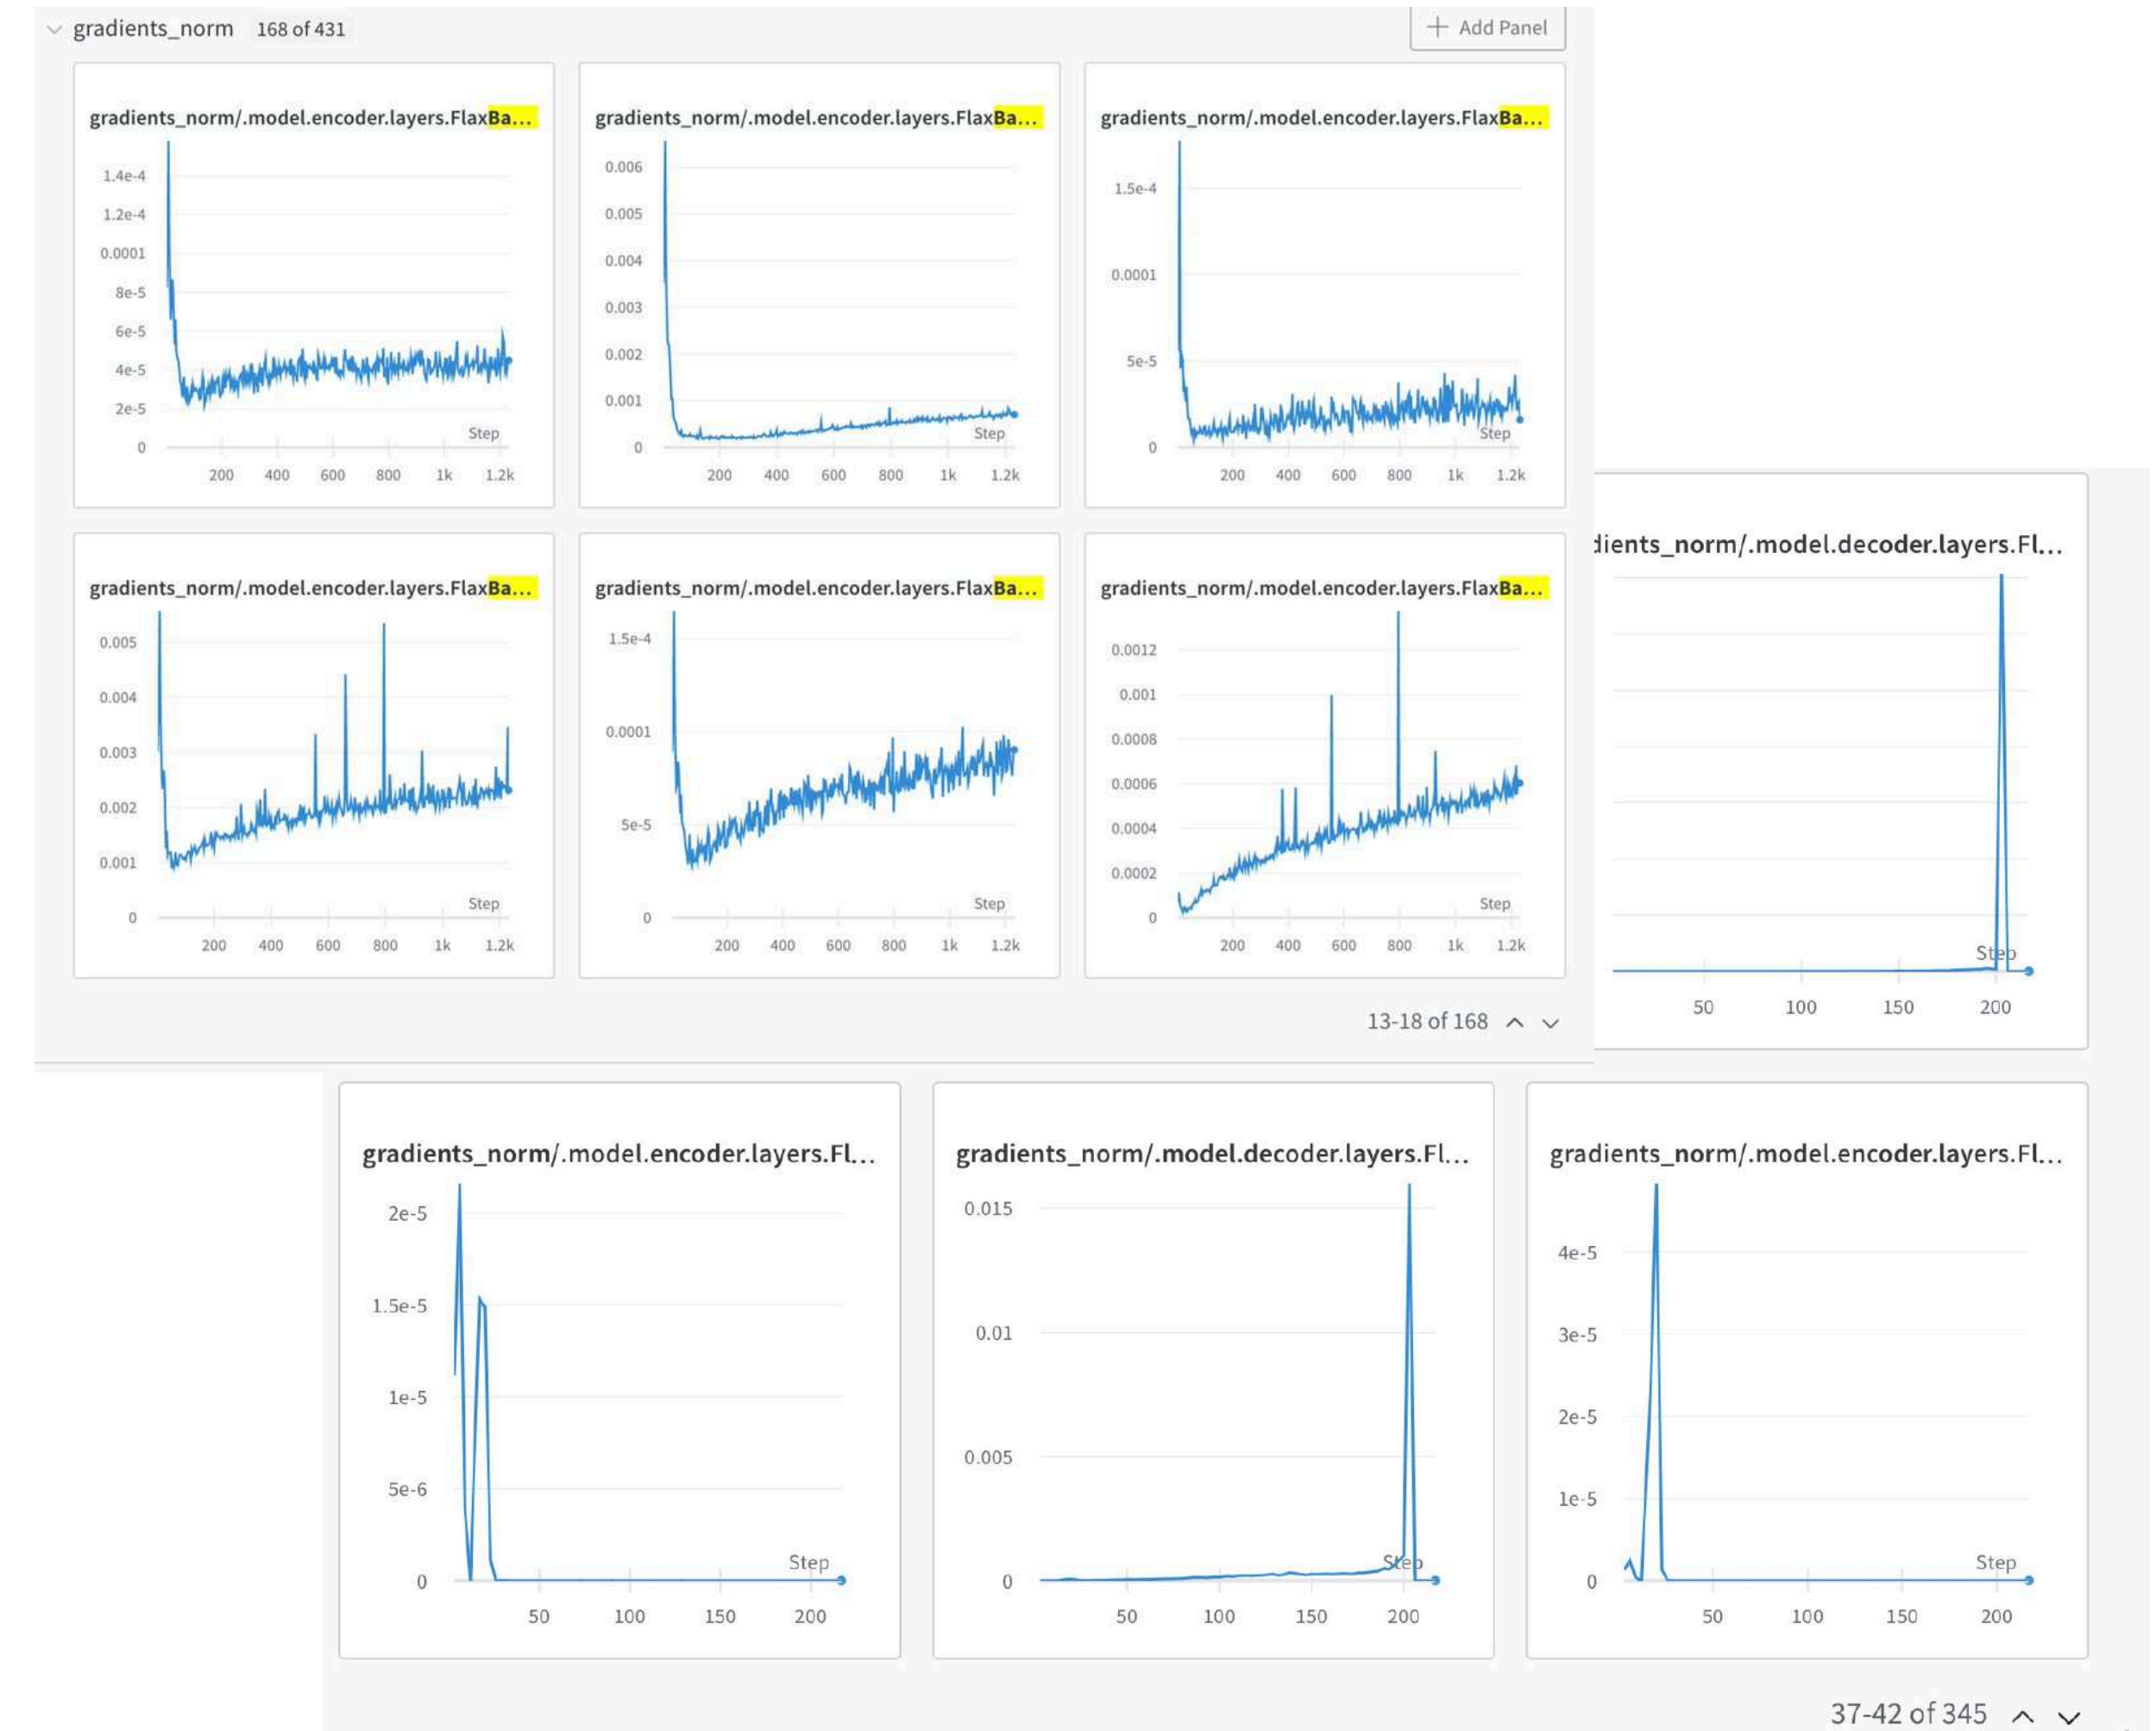 gradients_norm 168 of 431
Add Panel
gradients_norm/.model.encoder.layers.FlaxBa...
1.4e-4
1.2e-4
0.0001
8e-5
6e-5
4e-5
2e-5
0
Step
200 400 600 800 1k 1.2k
gradients_norm/.model.encoder.layers.FlaxBa...
0.006
0.005
0.004
0.003
0.002
0.001
0
Step
200 400 600 800 1k 1.2k
gradients_norm/.model.encoder.layers.FlaxBa...
1.5e-4
0.0001
5e-5
0
Step
200 400 600 800 1k 1.2k
gradients_norm/.model.encoder.layers.FlaxBa...
0.005
0.004
0.003
0.002
0.001
0
Step
200 400 600 800 1k 1.2k
gradients_norm/.model.encoder.layers.FlaxBa...
1.5e-4
0.0001
5e-5
0
Step
200 400 600 800 1k 1.2k
gradients_norm/.model.encoder.layers.FlaxBa...
0.0012
0.001
0.0008
0.0006
0.0004
0.0002
0
Step
200 400 600 800 1k 1.2k
13-18 of 168
dients_norm/.model.decoder.layers.Fl...
Step
50 100 150 200
gradients_norm/.model.encoder.layers.Fl...
2e-5
1.5e-5
1e-5
5e-6
0
Step
50 100 150 200
gradients_norm/.model.decoder.layers.Fl...
0.015
0.01
0.005
0
Step
50 100 150 200
gradients_norm/.model.encoder.layers.Fl...
4e-5
3e-5
2e-5
1e-5
0
Step
50 100 150 200
37-42 of 345